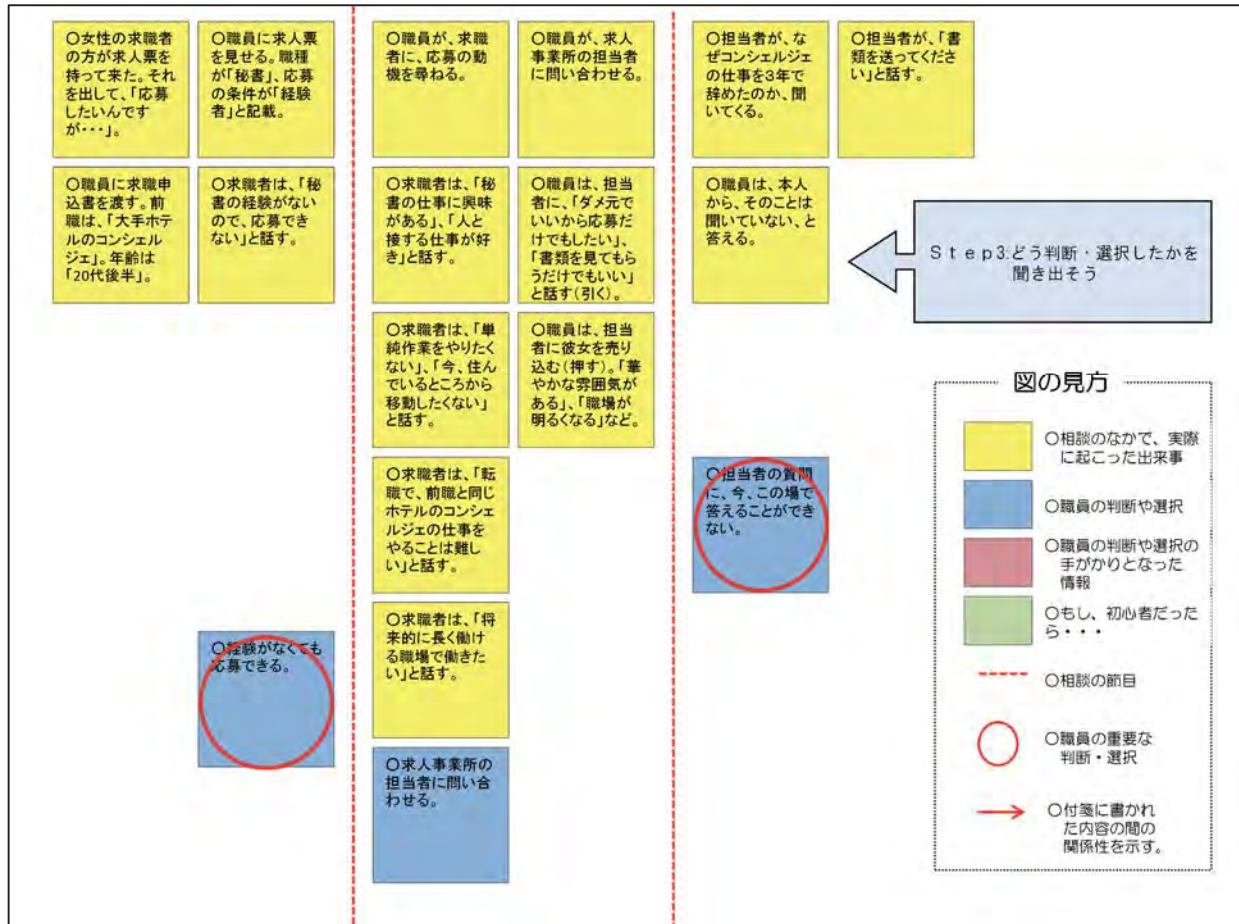 ○女性の求職者
の方が求人票を
持って来た。それ
を出して、「応募
したいんです
が・・・」。
○職員に求人票
を見せる。職種
が「秘書」、応募
の条件が「経験
者」と記載。
○職員に求職申
込書を渡す。前
職は、「大手ホテ
ルのコンシェル
ジェ」。年齢は
「20代後半」。
○求職者は、「秘
書の経験がない
ので、応募でき
ない」と話す。
○経験がなくても
応募できる。
○職員が、求職
者に、応募の動
機を尋ねる。
○職員が、求人
事業所の担当者
に問い合わせる。
○求職者は、「秘
書の仕事に興味
がある」、「人と
接する仕事が好
き」と話す。
○職員は、担当
者に、「ダメ元で
いいから応募だ
けでもしたい」、
「書類を見てもら
うだけでもいい」
と話す(引く)。
○求職者は、「単
純作業をやりたく
ない」、「今、住ん
でいるところから
移動したくない」
と話す。
○職員は、担当
者に彼女を売り
込む(押す)。「華
やかな雰囲気が
ある」、「職場が
明るくなる」など。
○求職者は、「転
職で、前職と同じ
ホテルのコンシェ
ルジェの仕事を
やることは難し
い」と話す。
○求職者は、「将
来的に長く働け
る職場で働きた
い」と話す。
○求人事業所の
担当者に問い合
わせる。
○担当者が、な
ぜコンシェルジェ
の仕事を3年で
辞めたのか、聞
いてくる。
○担当者が、「書
類を送ってくださ
い」と話す。
○職員は、本人
から、そのことは
聞いていない、と
答える。
○担当者の質問
に、今、この場で
答えることができ
ない。
Step3:どう判断・選択したかを
聞き出そう
図の見方
○相談のなかで、実際
に起こった出来事
○職員の判断や選択
○職員の判断や選択の
手がかりとなった
情報
○もし、初心者だった
ら・・・
○相談の節目
○職員の重要な
判断・選択
○付箋に書かれ
た内容の間の
関係性を示す。